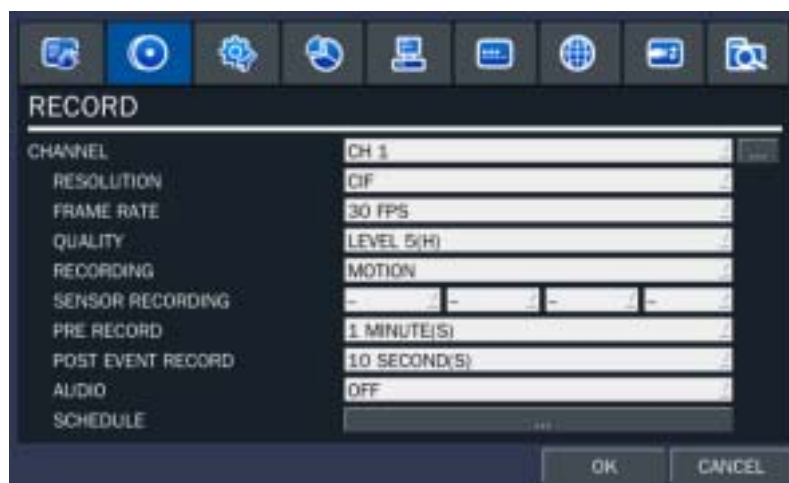 RECORD
CHANNEL CH 1 ...
RESOLUTION CIF
FRAME RATE 30 FPS
QUALITY LEVEL 5(H)
RECORDING MOTION
SENSOR RECORDING - - - -
PRE RECORD 1 MINUTE(S)
POST EVENT RECORD 10 SECOND(S)
AUDIO OFF
SCHEDULE ...
OK CANCEL